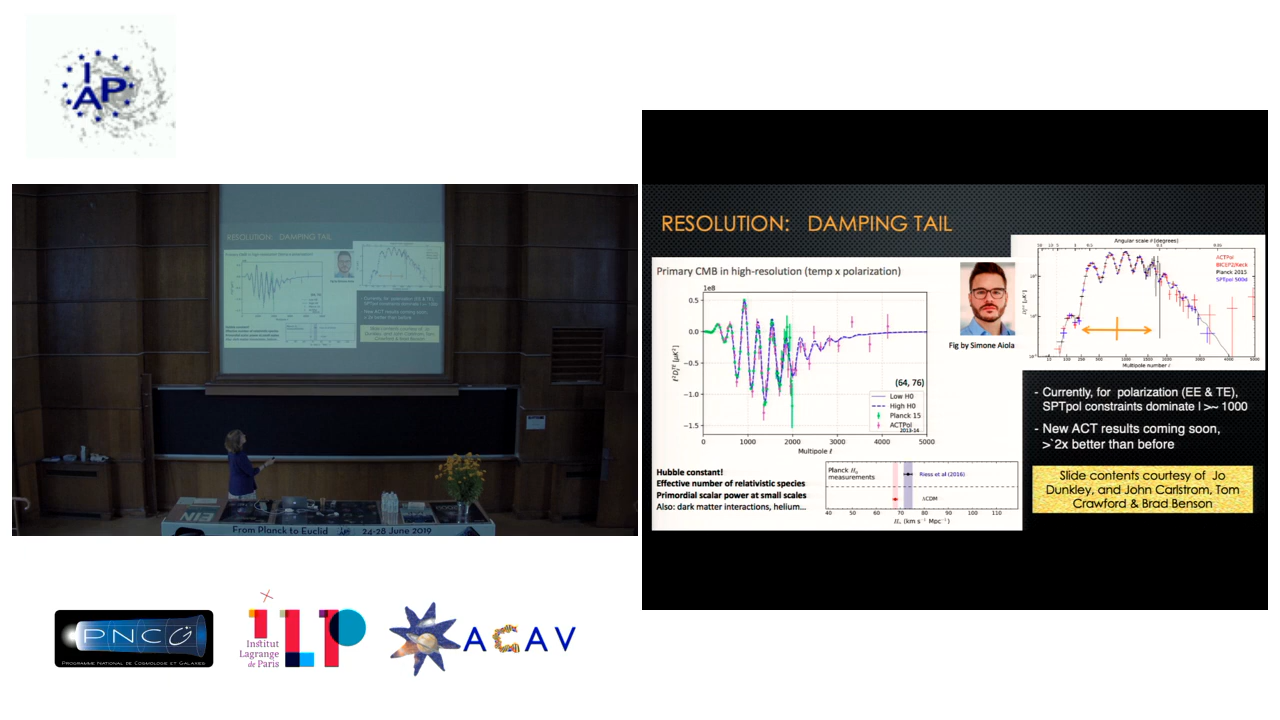 I
AP
RESOLUTION: DAMPING TAIL
From Planck to Euclid
24-28 June 2019
PNCG
PROGRAMME NATIONAL DE COSMOLOGIE ET GALAXIES
ILP
Institut
Lagrange
de Paris
ACAV
RESOLUTION: DAMPING TAIL
Primary CMB in high-resolution (temp x polarization)
1e8
0.5
0.0
−0.5
−1.0
−1.5
0 1000 2000 3000 4000 5000
Multipole ℓ
(64, 76)
Low H0
High H0
Planck 15
ACTPol
2013-14
Fig by Simone Aiola
Hubble constant!
Effective number of relativistic species
Primordial scalar power at small scales
Also: dark matter interactions, helium...
Planck H₀
measurements
Riess et al (2016)
ΛCDM
40 50 60 70 80 90 100 110
H₀ (km s⁻¹ Mpc⁻¹)
Angular scale θ (degrees)
ACTPol
BICEP2/Keck
Planck 2015
SPTpol 500d
Multipole number ℓ
- Currently, for polarization (EE & TE),
SPTpol constraints dominate l >~ 1000
- New ACT results coming soon,
>`2x better than before
Slide contents courtesy of Jo
Dunkley, and John Carlstrom, Tom
Crawford & Brad Benson